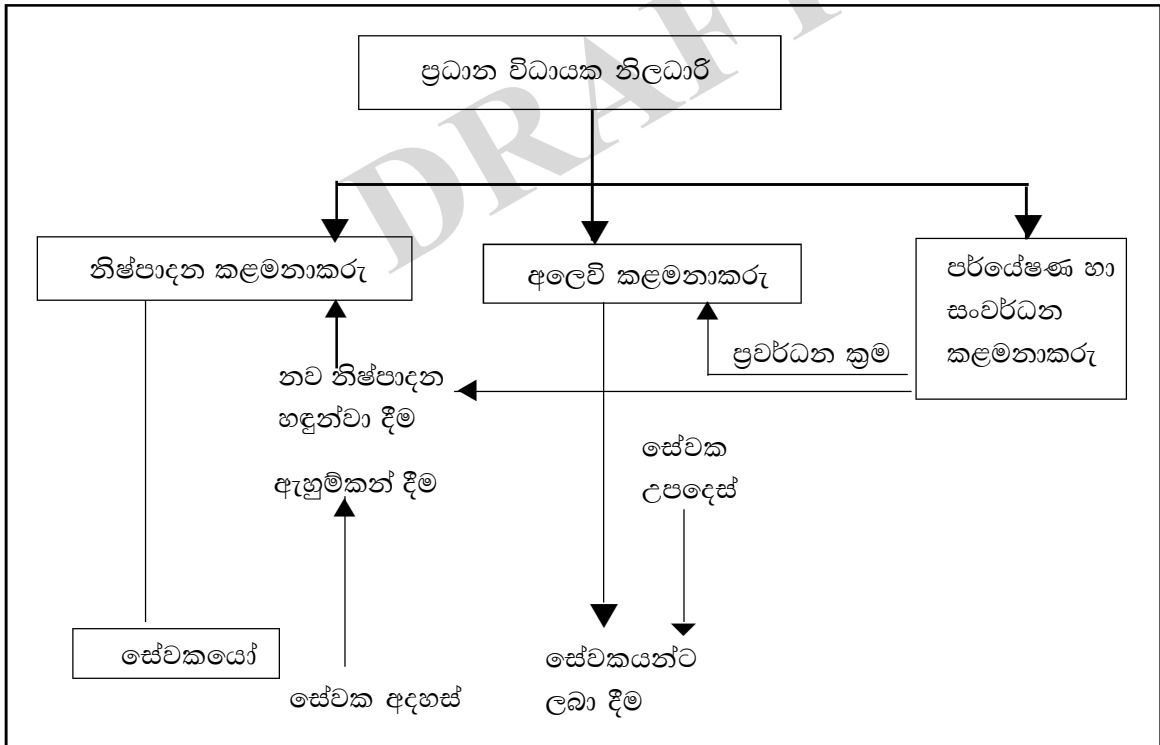 DRAFT
ප්‍රධාන විධායක නිලධාරි
නිෂ්පාදන කළමනාකරු
අලෙවි කළමනාකරු
පර්යේෂණ හා
සංවර්ධන
කළමනාකරු
ප්‍රවර්ධන ක්‍රම
නව නිෂ්පාදන
හඳුන්වා දීම
ඇහුම්කන් දීම
සේවක
උපදෙස්
සේවකයෝ
සේවක අදහස්
සේවකයන්ට
ලබා දීම